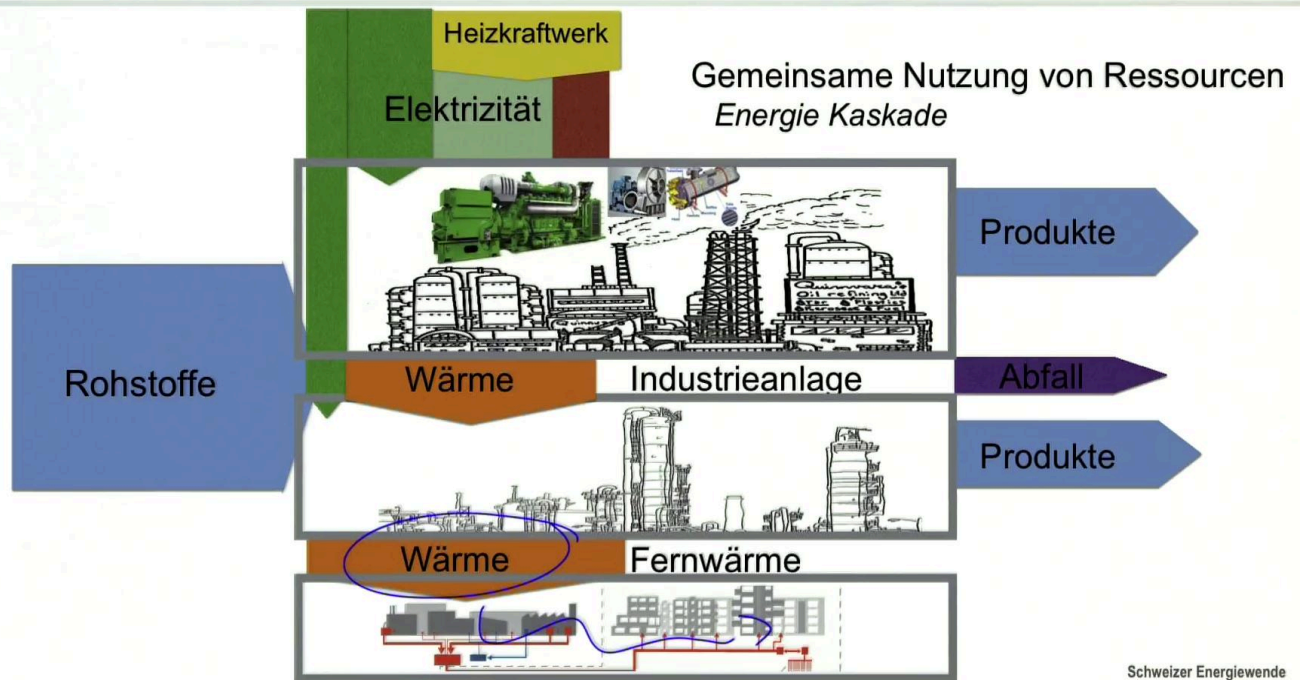 Heizkraftwerk
Elektrizität
Gemeinsame Nutzung von Ressourcen
Energie Kaskade
Produkte
Rohstoffe
Wärme
Industrieanlage
Abfall
Produkte
Wärme
Fernwärme
Schweizer Energiewende